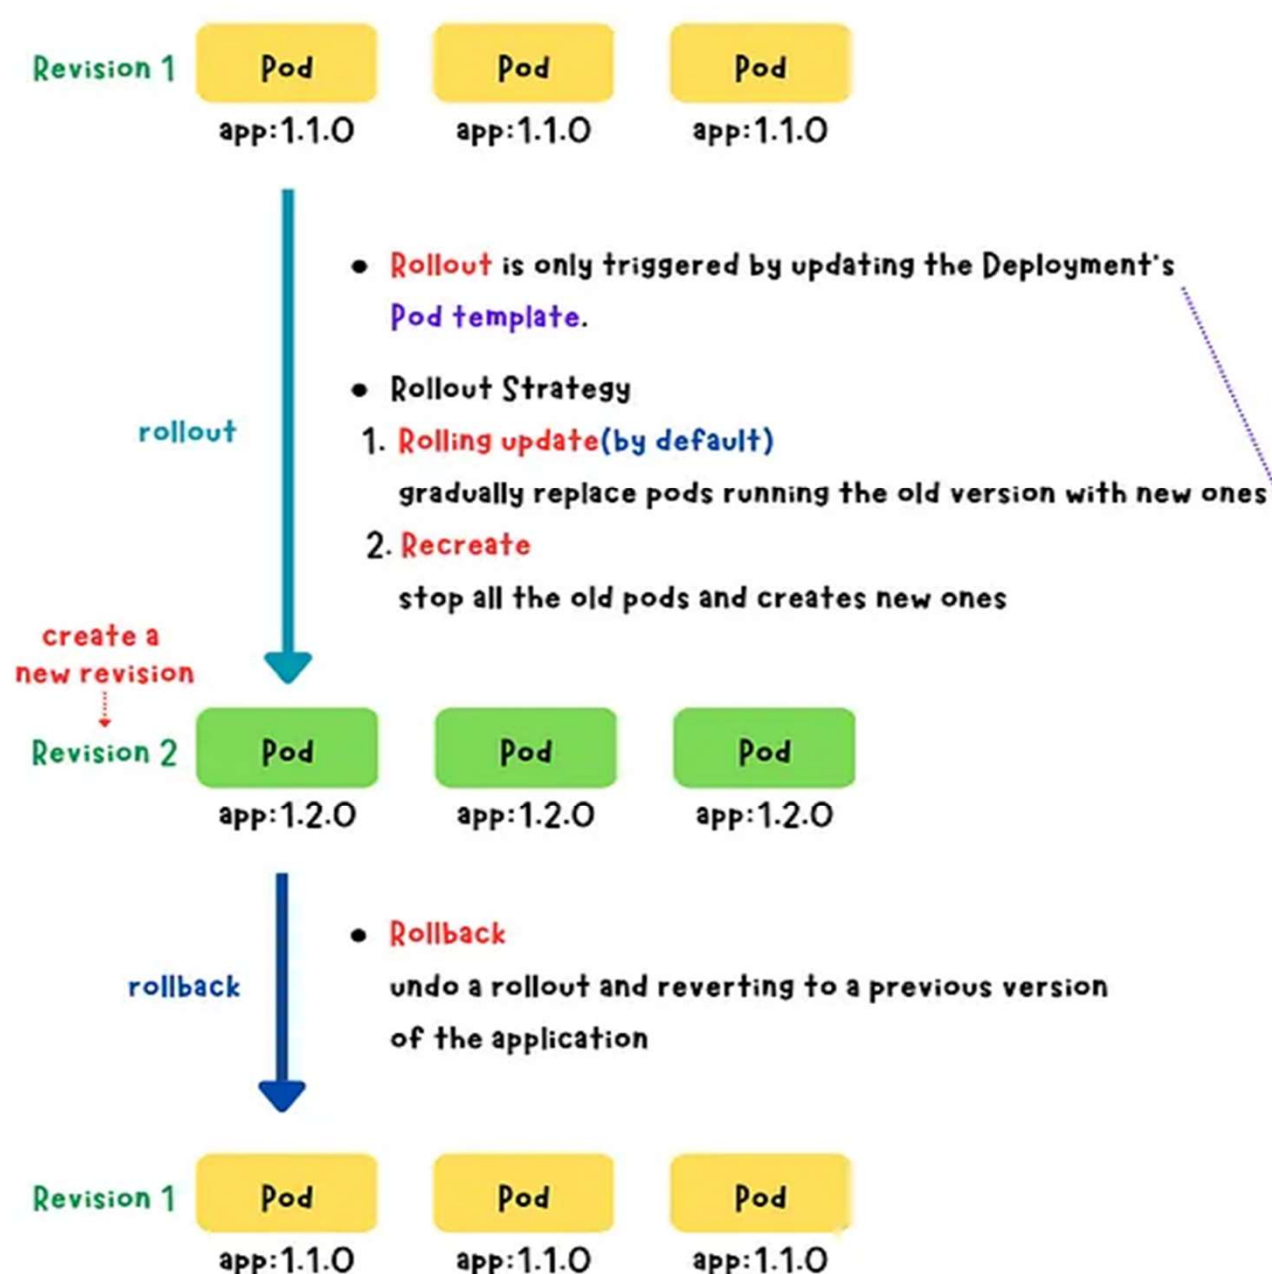 Revision 1 Pod Pod Pod
app:1.1.0 app:1.1.0 app:1.1.0
• Rollout is only triggered by updating the Deployment's
Pod template.
• Rollout Strategy
rollout
1. Rolling update(by default)
gradually replace pods running the old version with new ones
2. Recreate
stop all the old pods and creates new ones
create a
new revision
Revision 2 Pod Pod Pod
app:1.2.0 app:1.2.0 app:1.2.0
• Rollback
rollback
undo a rollout and reverting to a previous version
of the application
Revision 1 Pod Pod Pod
app:1.1.0 app:1.1.0 app:1.1.0